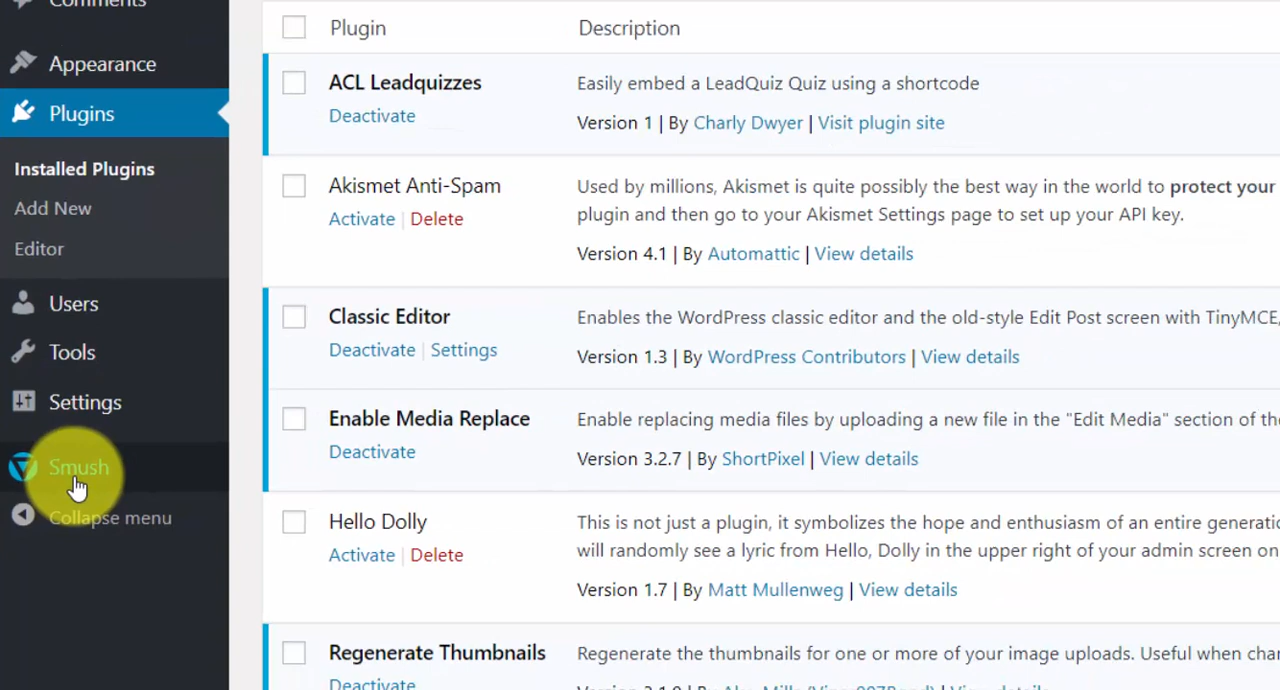 Comments
Appearance
Plugins
Installed Plugins
Add New
Editor
Users
Tools
Settings
Smush
Collapse menu
Plugin Description
ACL Leadquizzes Easily embed a LeadQuiz Quiz using a shortcode
Deactivate Version 1 | By Charly Dwyer | Visit plugin site
Akismet Anti-Spam Used by millions, Akismet is quite possibly the best way in the world to protect your
Activate | Delete plugin and then go to your Akismet Settings page to set up your API key.
Version 4.1 | By Automattic | View details
Classic Editor Enables the WordPress classic editor and the old-style Edit Post screen with TinyMCE,
Deactivate | Settings Version 1.3 | By WordPress Contributors | View details
Enable Media Replace Enable replacing media files by uploading a new file in the "Edit Media" section of the
Deactivate Version 3.2.7 | By ShortPixel | View details
Hello Dolly This is not just a plugin, it symbolizes the hope and enthusiasm of an entire generati
Activate | Delete will randomly see a lyric from Hello, Dolly in the upper right of your admin screen on
Version 1.7 | By Matt Mullenweg | View details
Regenerate Thumbnails Regenerate the thumbnails for one or more of your image uploads. Useful when cha
Deactivate